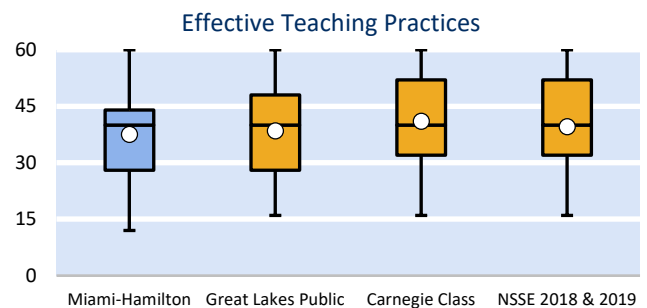 Effective Teaching Practices
60
45
30
15
0
Miami-Hamilton Great Lakes Public Carnegie Class NSSE 2018 & 2019